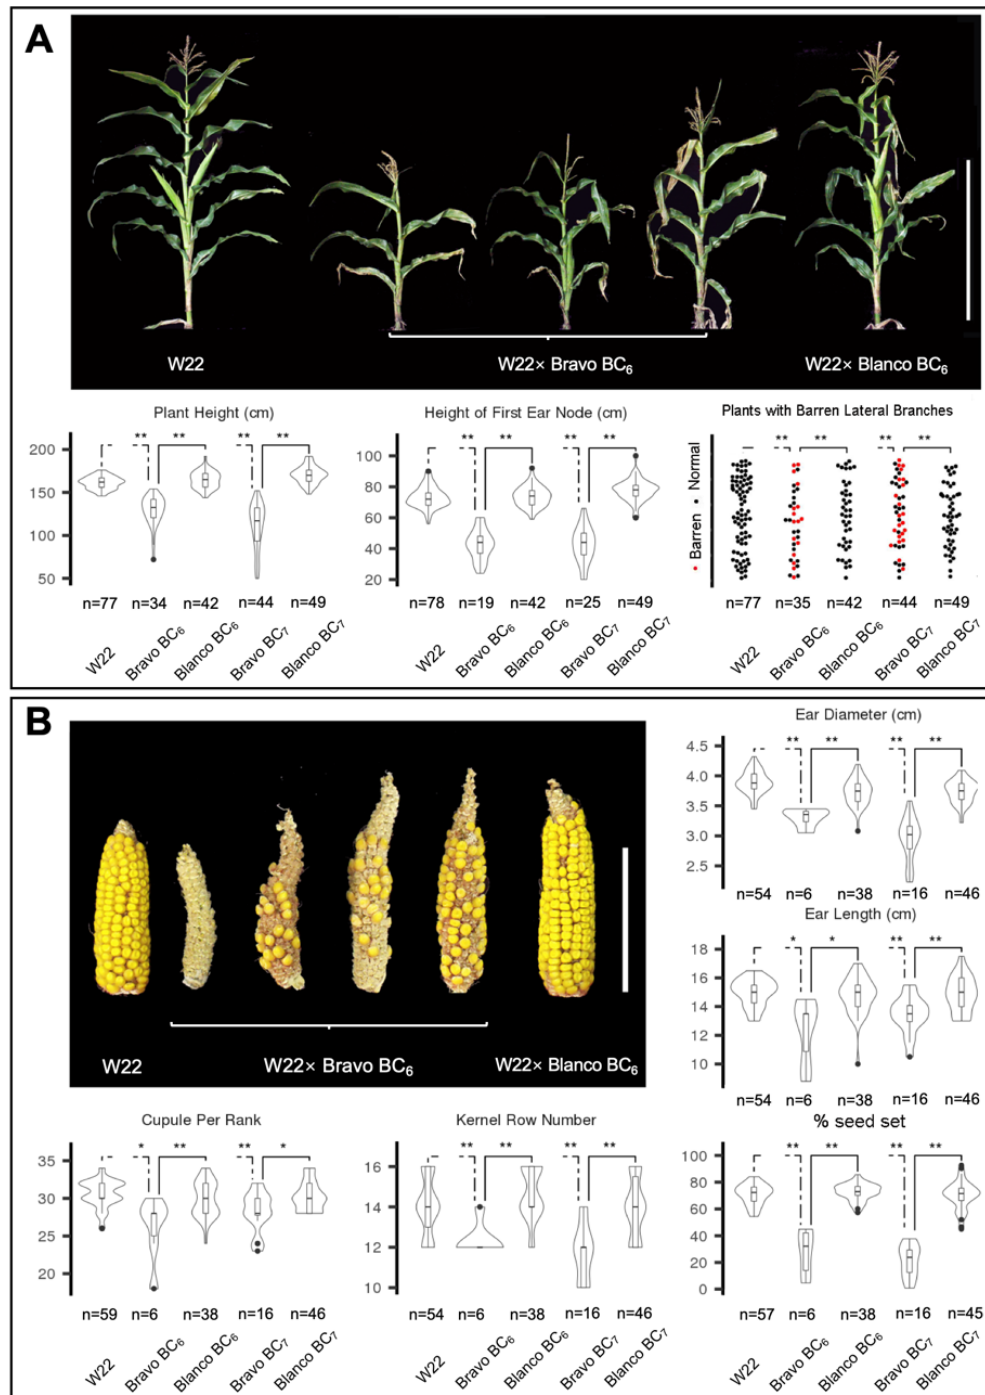 A
W22
W22× Bravo BC₆
W22× Blanco BC₆
Plant Height (cm)
Height of First Ear Node (cm)
Plants with Barren Lateral Branches
** ** ** **
** ** ** **
** ** ** **
200
150
100
50
100
80
60
40
20
• Barren • Normal
n=77 n=34 n=42 n=44 n=49
n=78 n=19 n=42 n=25 n=49
n=77 n=35 n=42 n=44 n=49
W22 Bravo BC₆ Blanco BC₆ Bravo BC₇ Blanco BC₇
W22 Bravo BC₆ Blanco BC₆ Bravo BC₇ Blanco BC₇
W22 Bravo BC₆ Blanco BC₆ Bravo BC₇ Blanco BC₇
B
W22
W22× Bravo BC₆
W22× Blanco BC₆
Ear Diameter (cm)
** ** ** **
4.5
4.0
3.5
3.0
2.5
n=54 n=6 n=38 n=16 n=46
Ear Length (cm)
* * ** **
18
16
14
12
10
n=54 n=6 n=38 n=16 n=46
Cupule Per Rank
* ** ** *
35
30
25
20
n=59 n=6 n=38 n=16 n=46
W22 Bravo BC₆ Blanco BC₆ Bravo BC₇ Blanco BC₇
Kernel Row Number
** ** ** **
16
14
12
10
n=54 n=6 n=38 n=16 n=46
W22 Bravo BC₆ Blanco BC₆ Bravo BC₇ Blanco BC₇
% seed set
** ** ** **
100
80
60
40
20
0
n=57 n=6 n=38 n=16 n=45
W22 Bravo BC₆ Blanco BC₆ Bravo BC₇ Blanco BC₇